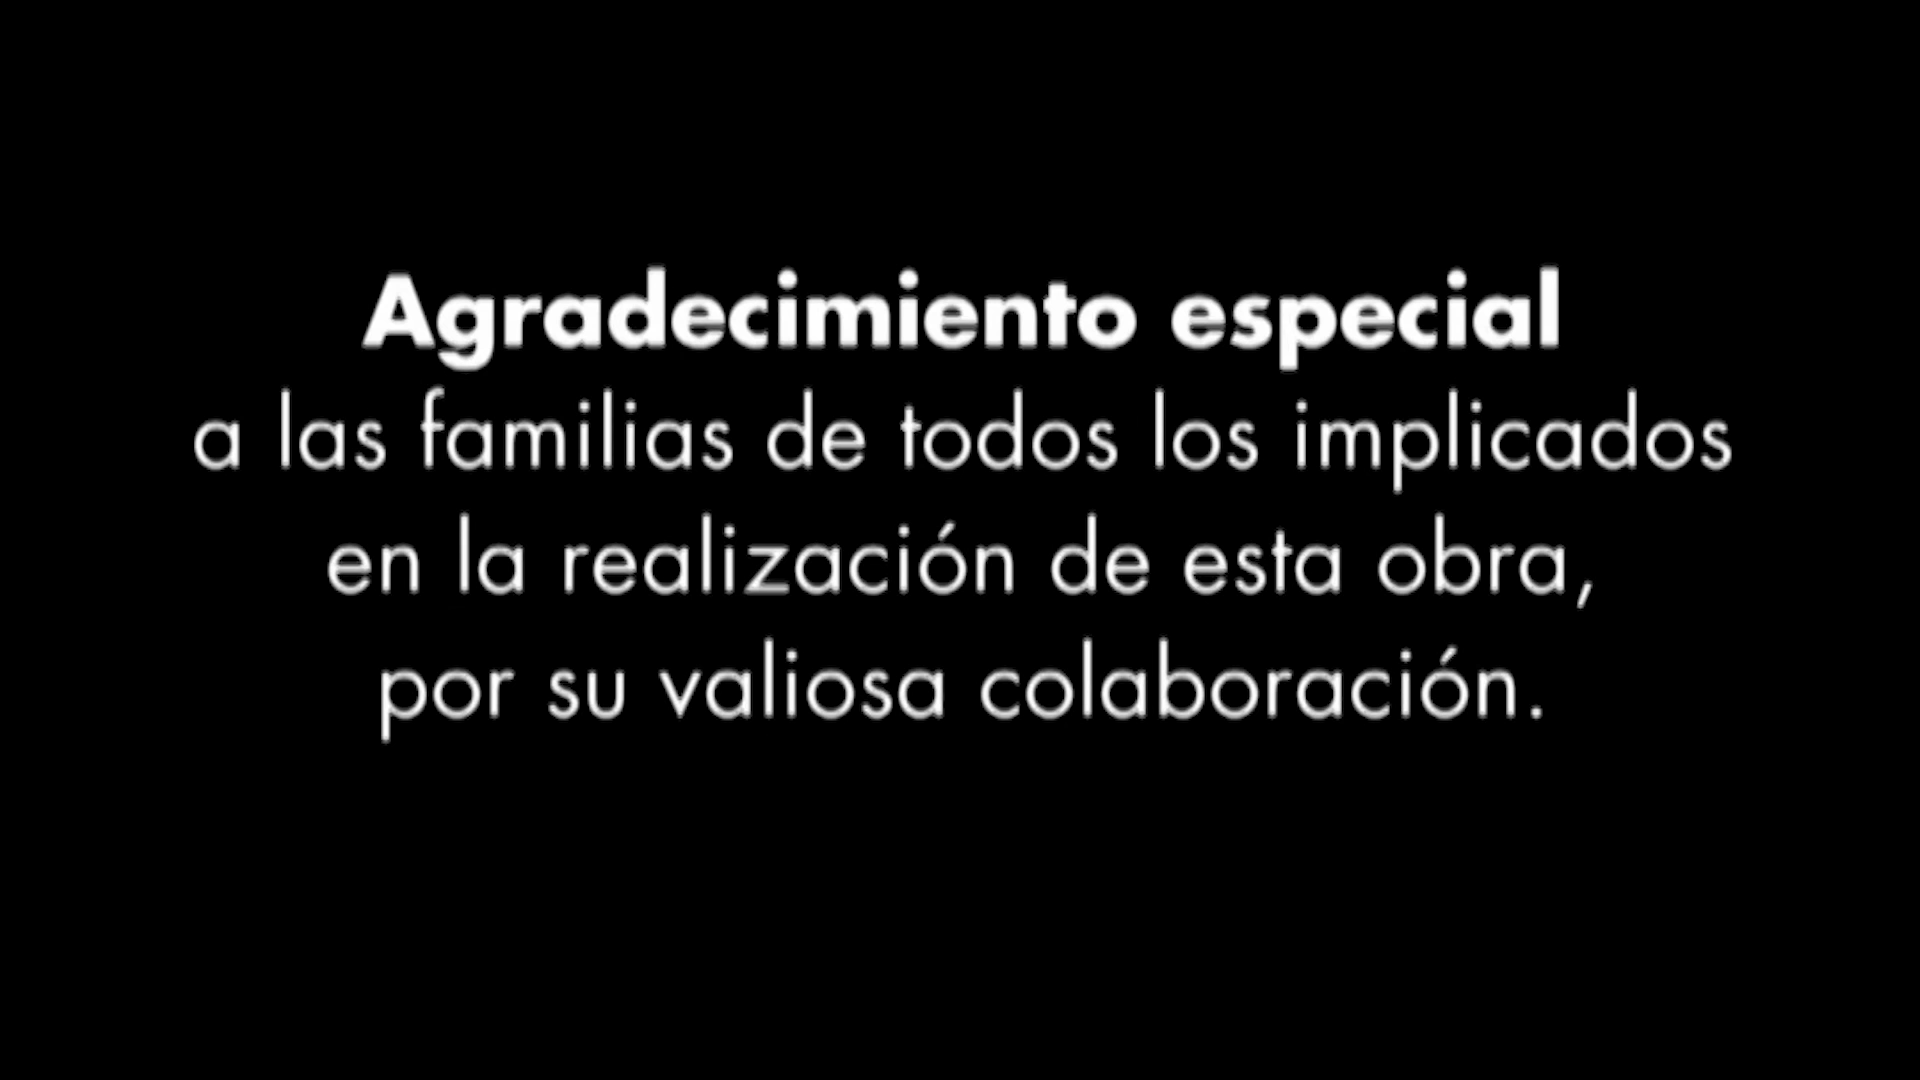 Agradecimiento especial
a las familias de todos los implicados
en la realización de esta obra,
por su valiosa colaboración.